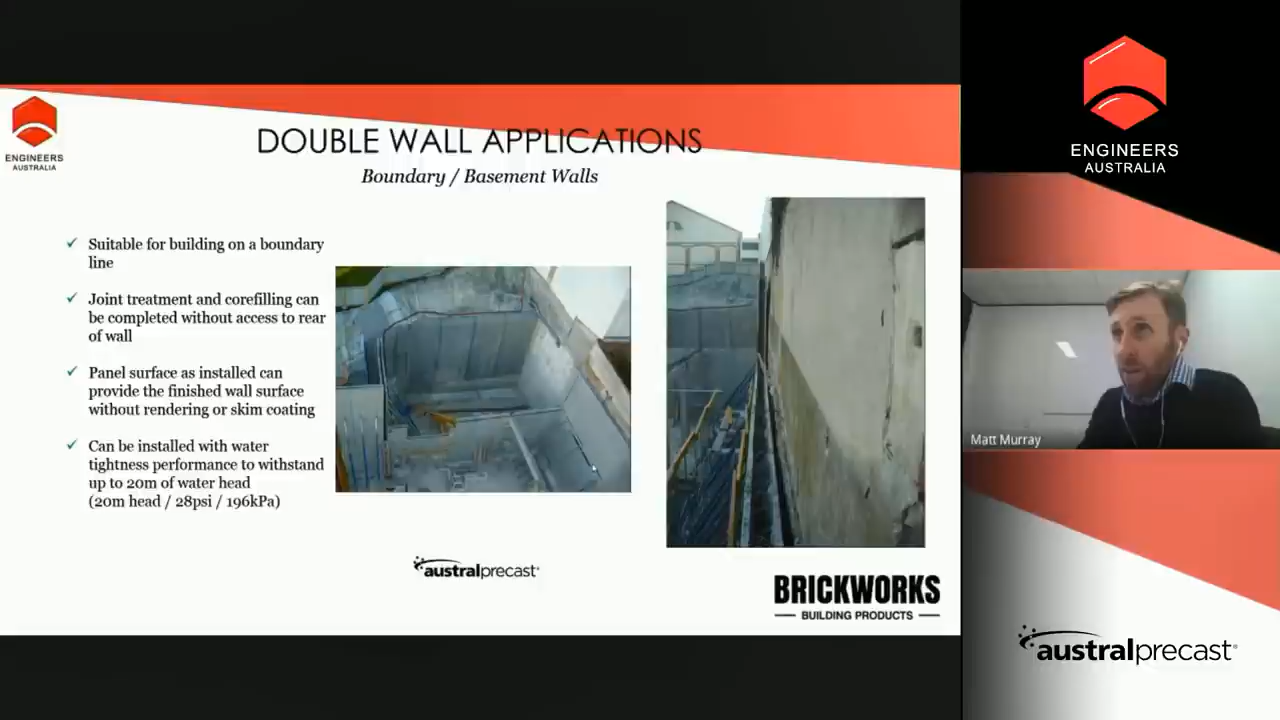 ENGINEERS
AUSTRALIA
DOUBLE WALL APPLICATIONS
Boundary / Basement Walls
Suitable for building on a boundary
line
Joint treatment and corefilling can
be completed without access to rear
of wall
Panel surface as installed can
provide the finished wall surface
without rendering or skim coating
Can be installed with water
tightness performance to withstand
up to 20m of water head
(20m head / 28psi / 196kPa)
australprecast
BRICKWORKS
BUILDING PRODUCTS
ENGINEERS
AUSTRALIA
Matt Murray
australprecast